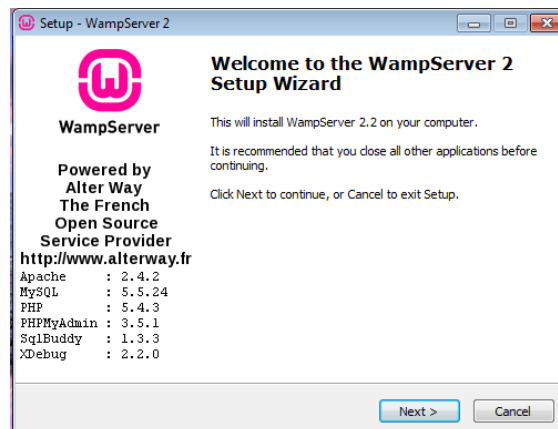 Setup - WampServer 2
WampServer
Powered by
Alter Way
The French
Open Source
Service Provider
http://www.alterway.fr
Apache : 2.4.2
MySQL : 5.5.24
PHP : 5.4.3
PHPMyAdmin : 3.5.1
SqlBuddy : 1.3.3
XDebug : 2.2.0
Welcome to the WampServer 2
Setup Wizard
This will install WampServer 2.2 on your computer.
It is recommended that you close all other applications before
continuing.
Click Next to continue, or Cancel to exit Setup.
Next >
Cancel